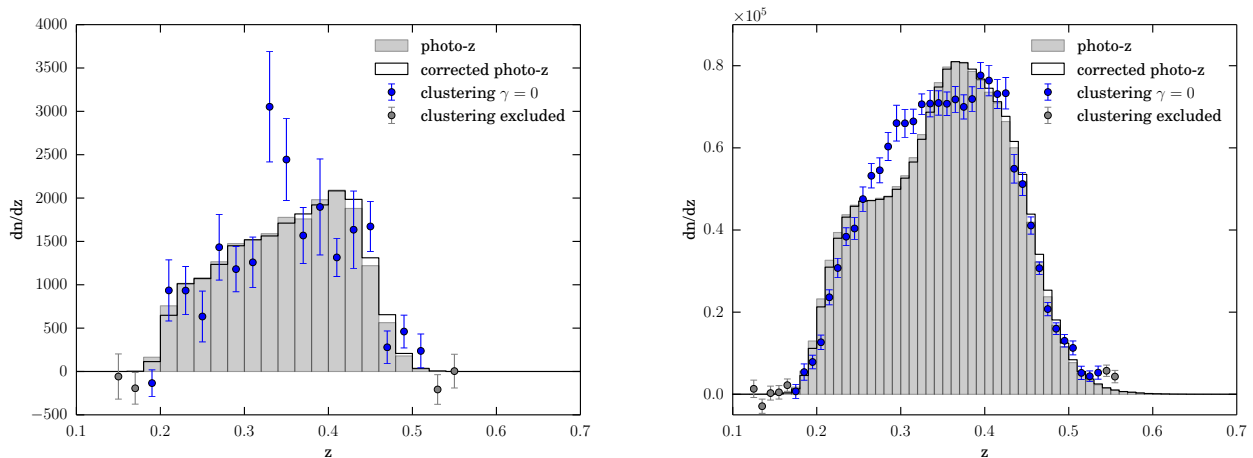 4000
3500
3000
2500
2000
1500
1000
500
0
−500
dn/dz
0.1 0.2 0.3 0.4 0.5 0.6 0.7
z
photo-z
corrected photo-z
clustering γ = 0
clustering excluded
×10⁵
0.8
0.6
0.4
0.2
0.0
dn/dz
0.1 0.2 0.3 0.4 0.5 0.6 0.7
z
photo-z
corrected photo-z
clustering γ = 0
clustering excluded